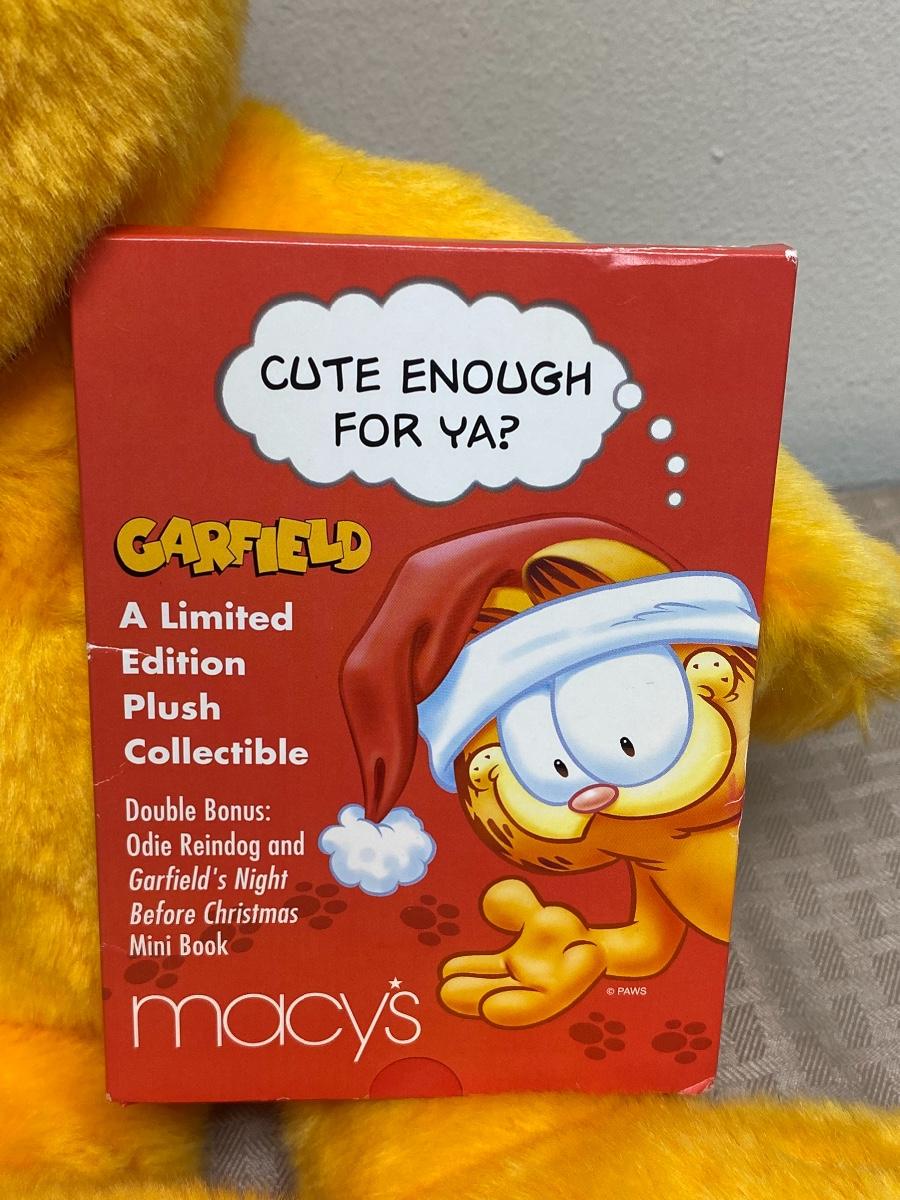 CUTE ENOUGH
FOR YA?
GARFIELD
A Limited
Edition
Plush
Collectible
Double Bonus:
Odie Reindog and
Garfield's Night
Before Christmas
Mini Book
macy's
© PAWS